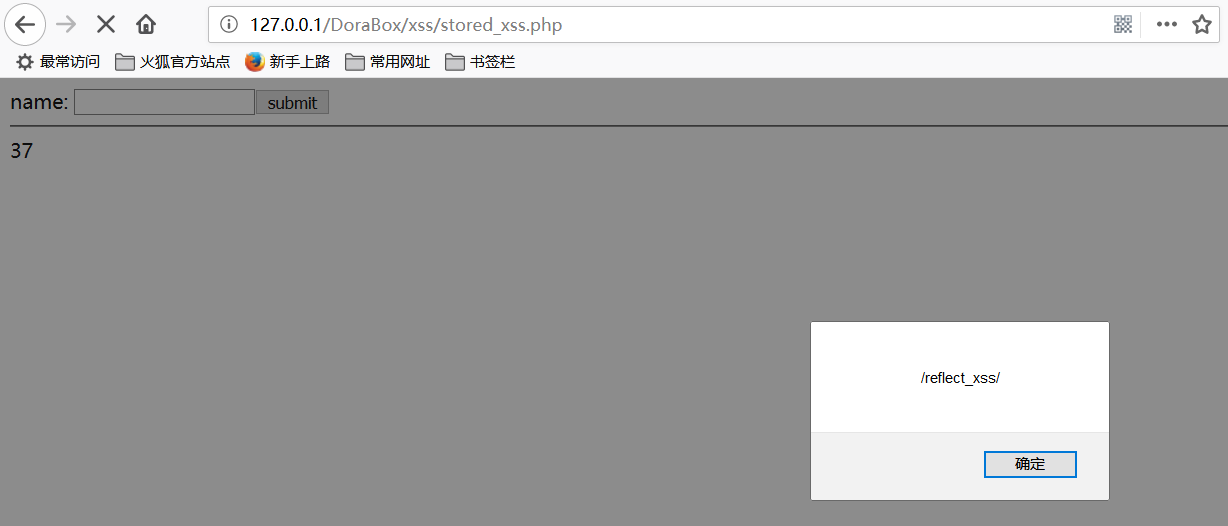 127.0.0.1/DoraBox/xss/stored_xss.php
最常访问 火狐官方站点 新手上路 常用网址 书签栏
name: submit
37
/reflect_xss/
确定